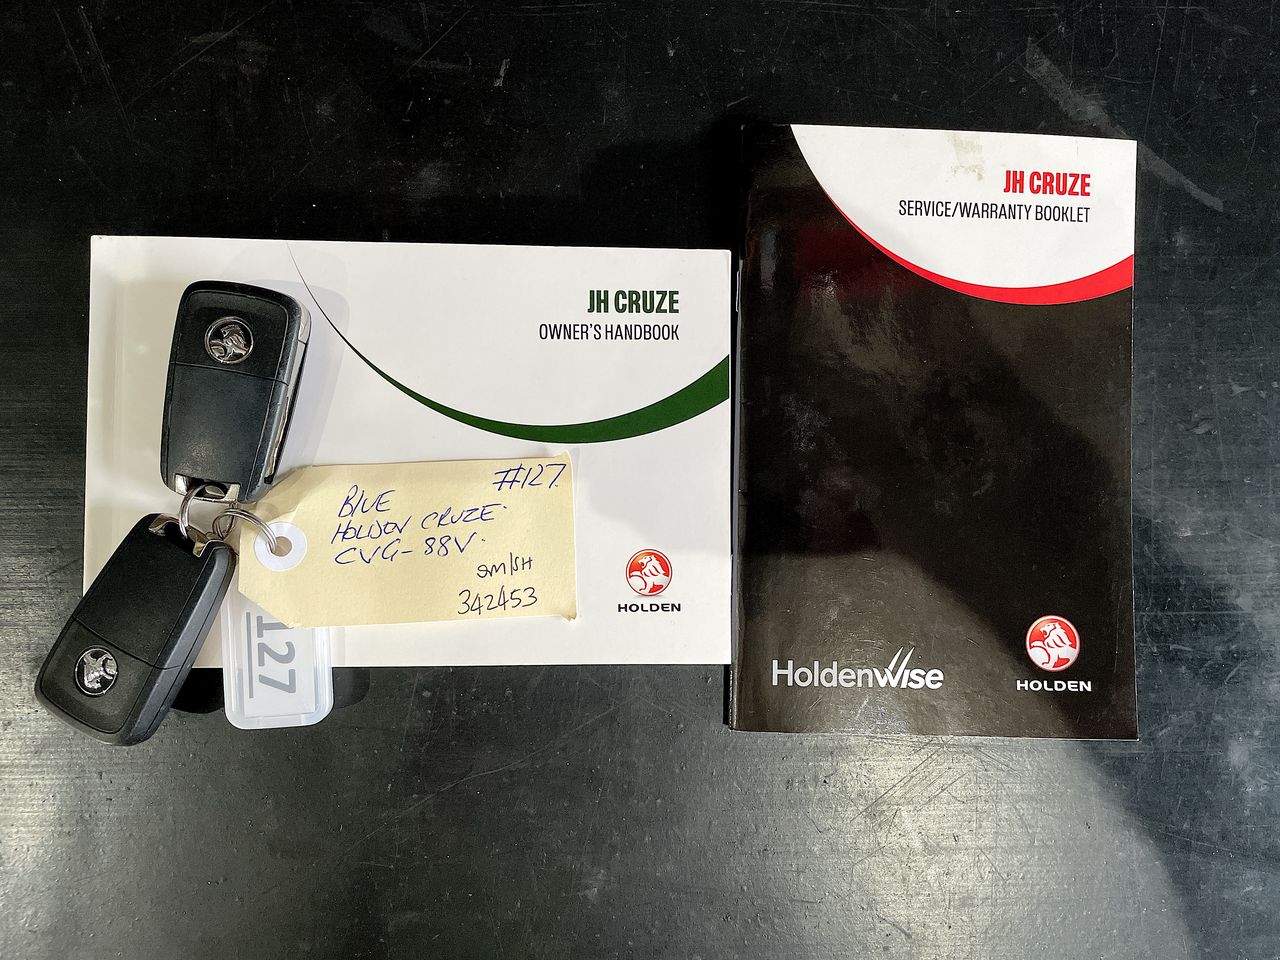 JH CRUZE
OWNER'S HANDBOOK
#127
BLUE
HOLDEN CRUZE.
CVG-88V.
SM/SH
342453
127
HOLDEN
JH CRUZE
SERVICE/WARRANTY BOOKLET
HoldenWise
HOLDEN